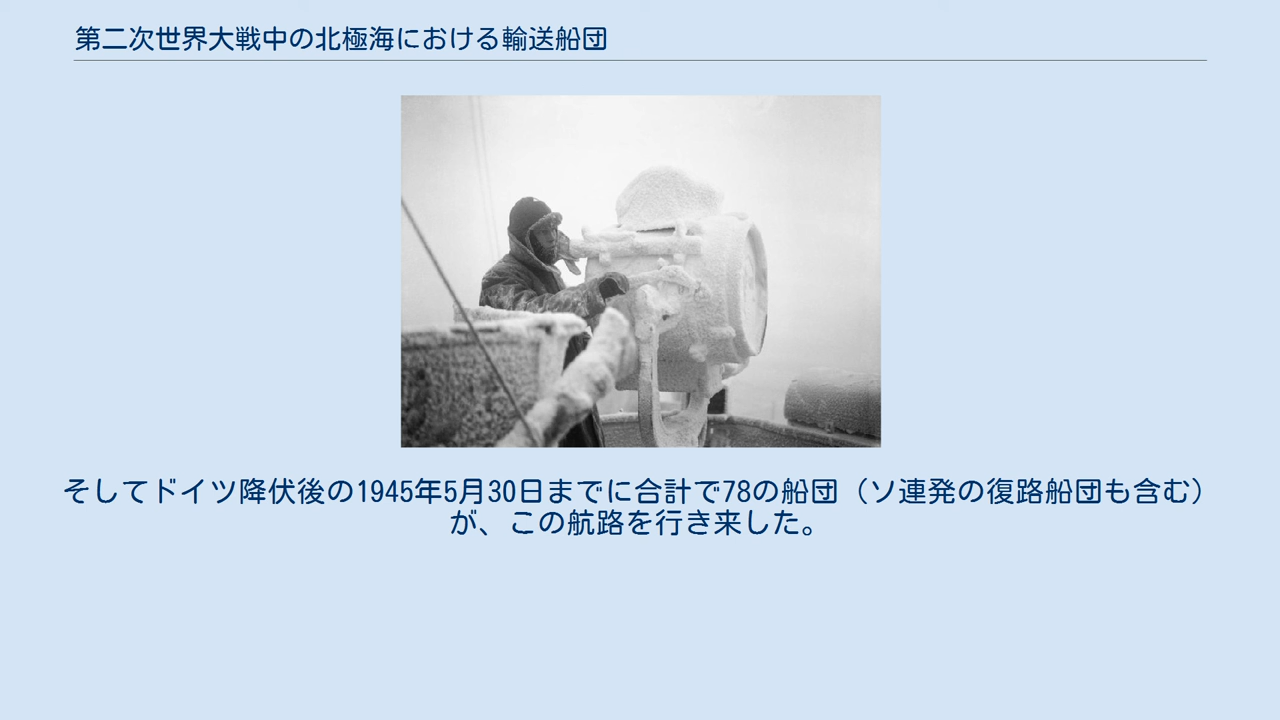 第二次世界大戦中の北極海における輸送船団
そしてドイツ降伏後の1945年5月30日までに合計で78の船団（ソ連発の復路船団も含む）
が、この航路を行き来した。